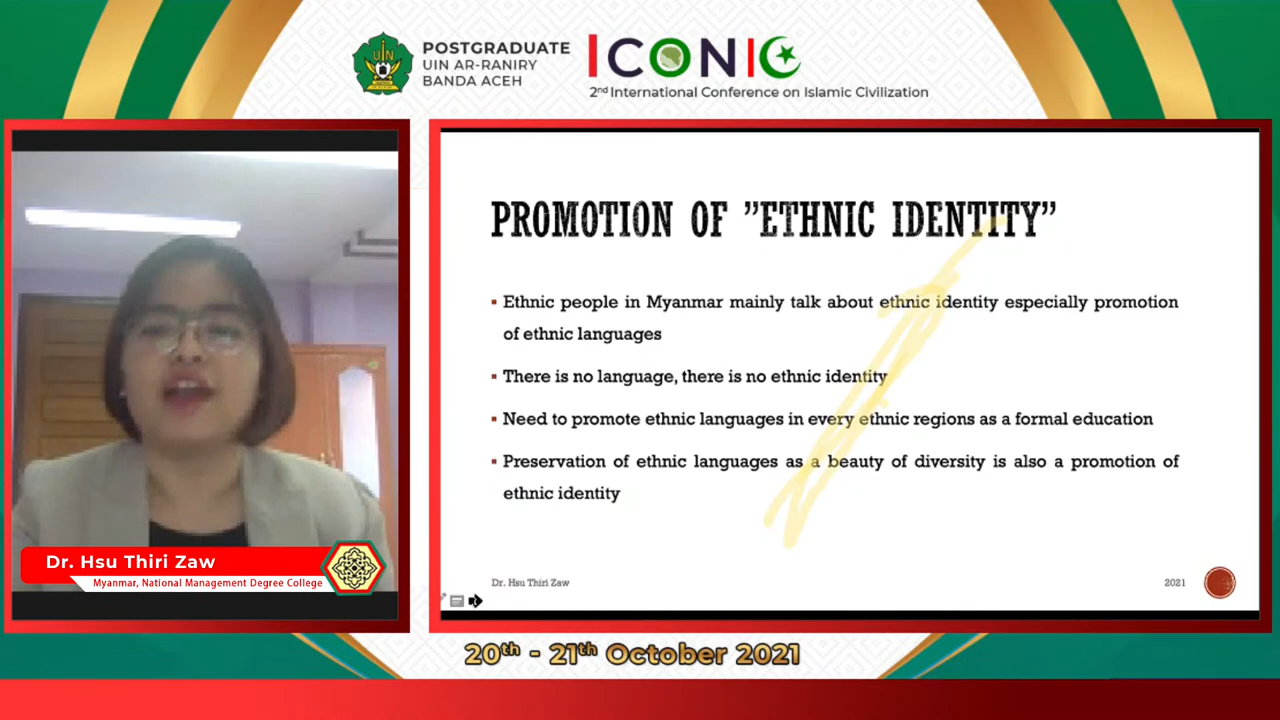 POSTGRADUATE
UIN AR-RANIRY
BANDA ACEH
UIN
ICONIC
2nd International Conference on Islamic Civilization
PROMOTION OF ”ETHNIC IDENTITY”
▪ Ethnic people in Myanmar mainly talk about ethnic identity especially promotion
of ethnic languages
▪ There is no language, there is no ethnic identity
▪ Need to promote ethnic languages in every ethnic regions as a formal education
▪ Preservation of ethnic languages as a beauty of diversity is also a promotion of
ethnic identity
Dr. Hsu Thiri Zaw
2021
Dr. Hsu Thiri Zaw
Myanmar, National Management Degree College
20th - 21th October 2021